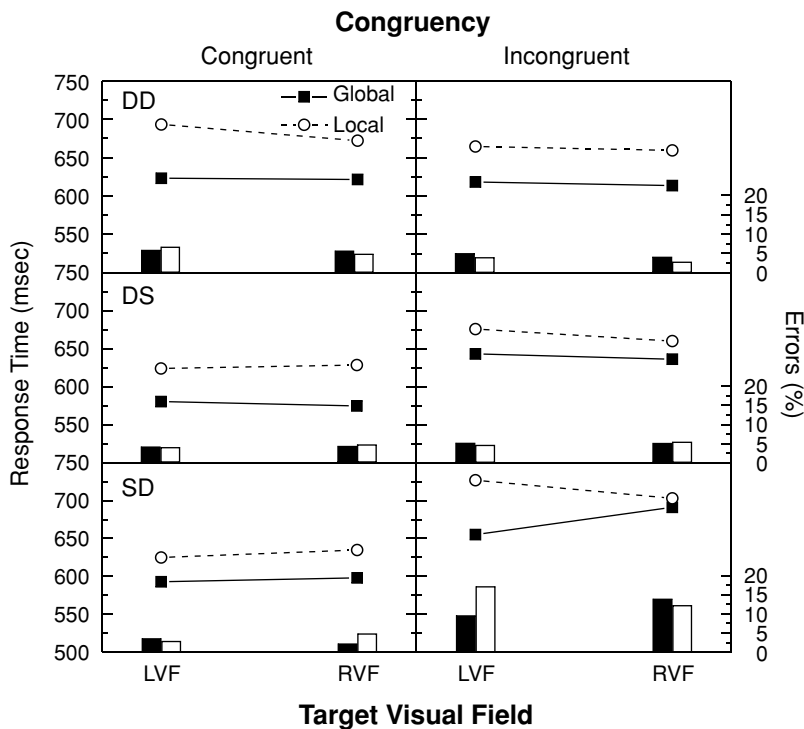 Congruency
Congruent Incongruent
750
700
650
600
550
750
DD
Global
Local
20
15
10
5
0
700
650
600
575
550
750
DS
20
15
10
5
0
700
650
600
550
500
SD
20
15
10
5
0
Response Time (msec)
Errors (%)
LVF RVF LVF RVF
Target Visual Field